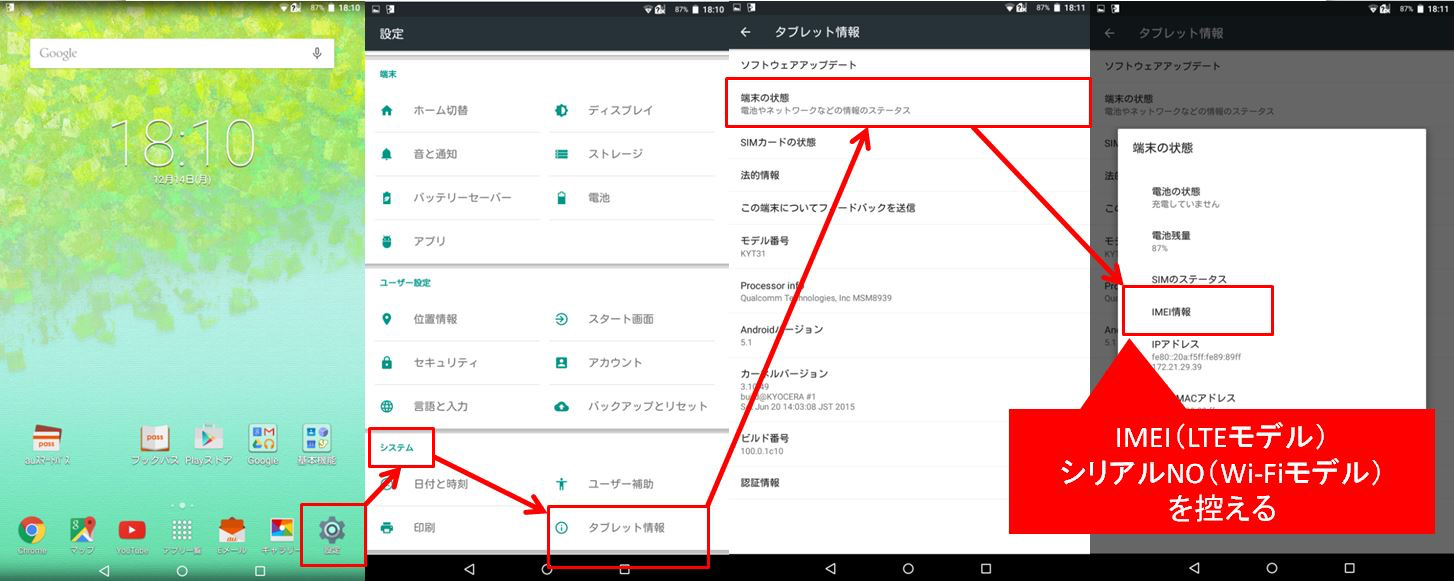 87% 18:10
Google
18:10
12月14日(月)
auスマートパス
pass
ブックパス
Playストア
Google
基本機能
Chrome
マップ
YouTube
アプリ一覧
au
Eメール
ギャラリー
設定
87% 18:10
設定
端末
ホーム切替
ディスプレイ
音と通知
ストレージ
バッテリーセーバー
電池
アプリ
ユーザー設定
位置情報
スタート画面
セキュリティ
アカウント
言語と入力
バックアップとリセット
システム
日付と時刻
ユーザー補助
印刷
タブレット情報
87% 18:11
タブレット情報
ソフトウェアアップデート
端末の状態
電池やネットワークなどの情報のステータス
SIMカードの状態
法的情報
この端末についてフィードバックを送信
モデル番号
KYT31
Processor info
Qualcomm Technologies, Inc MSM8939
Androidバージョン
5.1
カーネルバージョン
3.10.49
build@KYOCERA #1
Sat Jun 20 14:03:08 JST 2015
ビルド番号
100.0.1c10
認証情報
87% 18:11
タブレット情報
ソフトウェアアップデート
端末の状態
電池やネットワークなどの情報のステータス
端末の状態
電池の状態
充電していません
電池残量
87%
SIMのステータス
IMEI情報
IPアドレス
fe80::20a:f5ff:fe89:89ff
172.21.29.39
MACアドレス
IMEI(LTEモデル)
シリアルNO(Wi-Fiモデル)
を控える